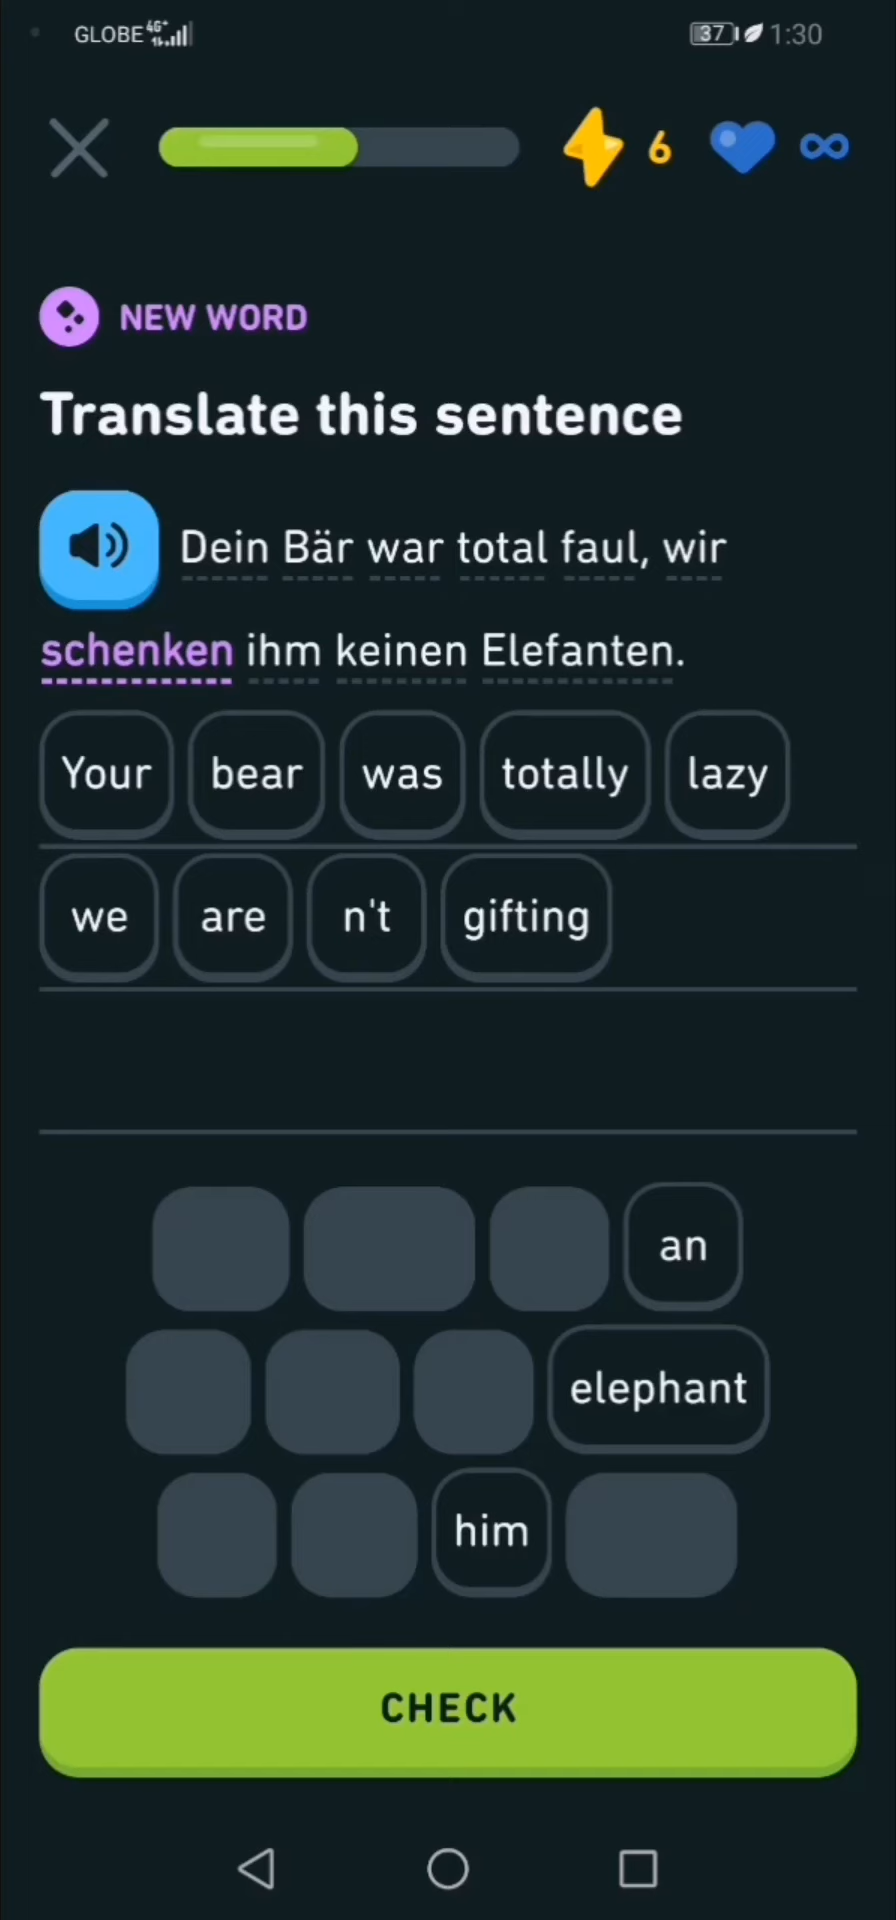 GLOBE 4G+ 37 1:30
6 ∞
NEW WORD
Translate this sentence
Dein Bär war total faul, wir
schenken ihm keinen Elefanten.
Your bear was totally lazy
we are n't gifting
an
elephant
him
CHECK